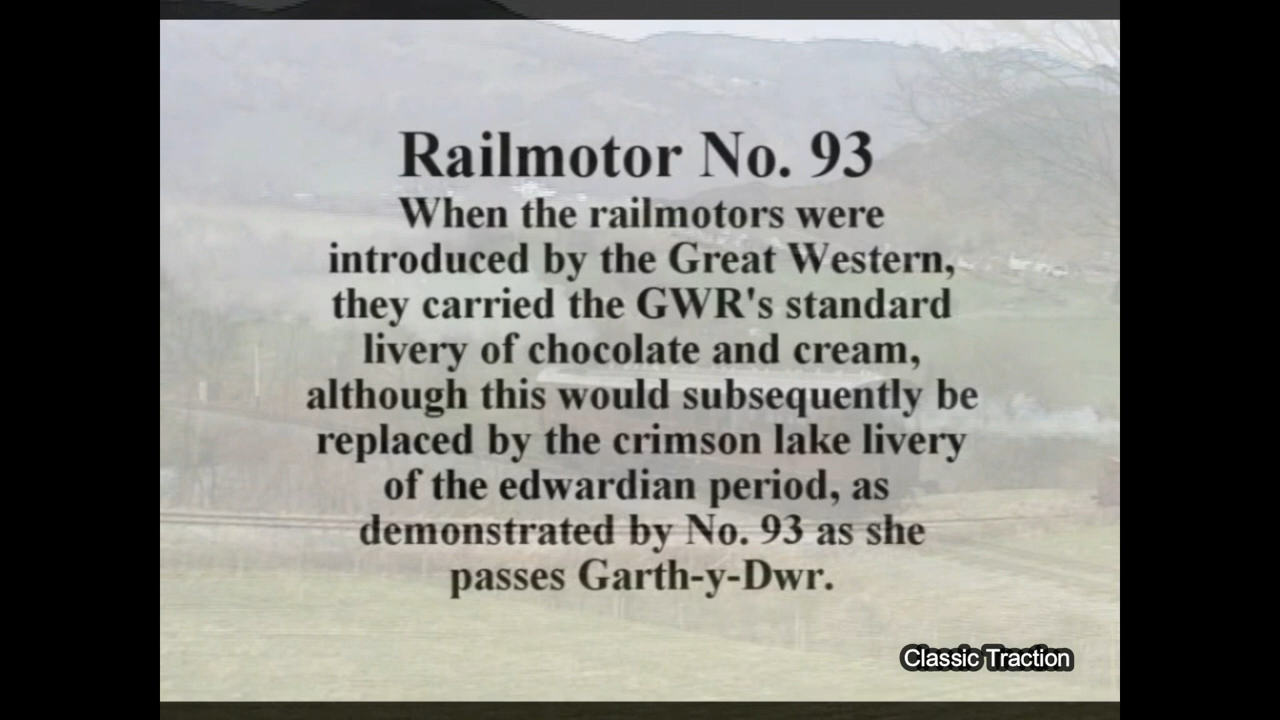 Railmotor No. 93
When the railmotors were
introduced by the Great Western,
they carried the GWR's standard
livery of chocolate and cream,
although this would subsequently be
replaced by the crimson lake livery
of the edwardian period, as
demonstrated by No. 93 as she
passes Garth-y-Dwr.
Classic Traction